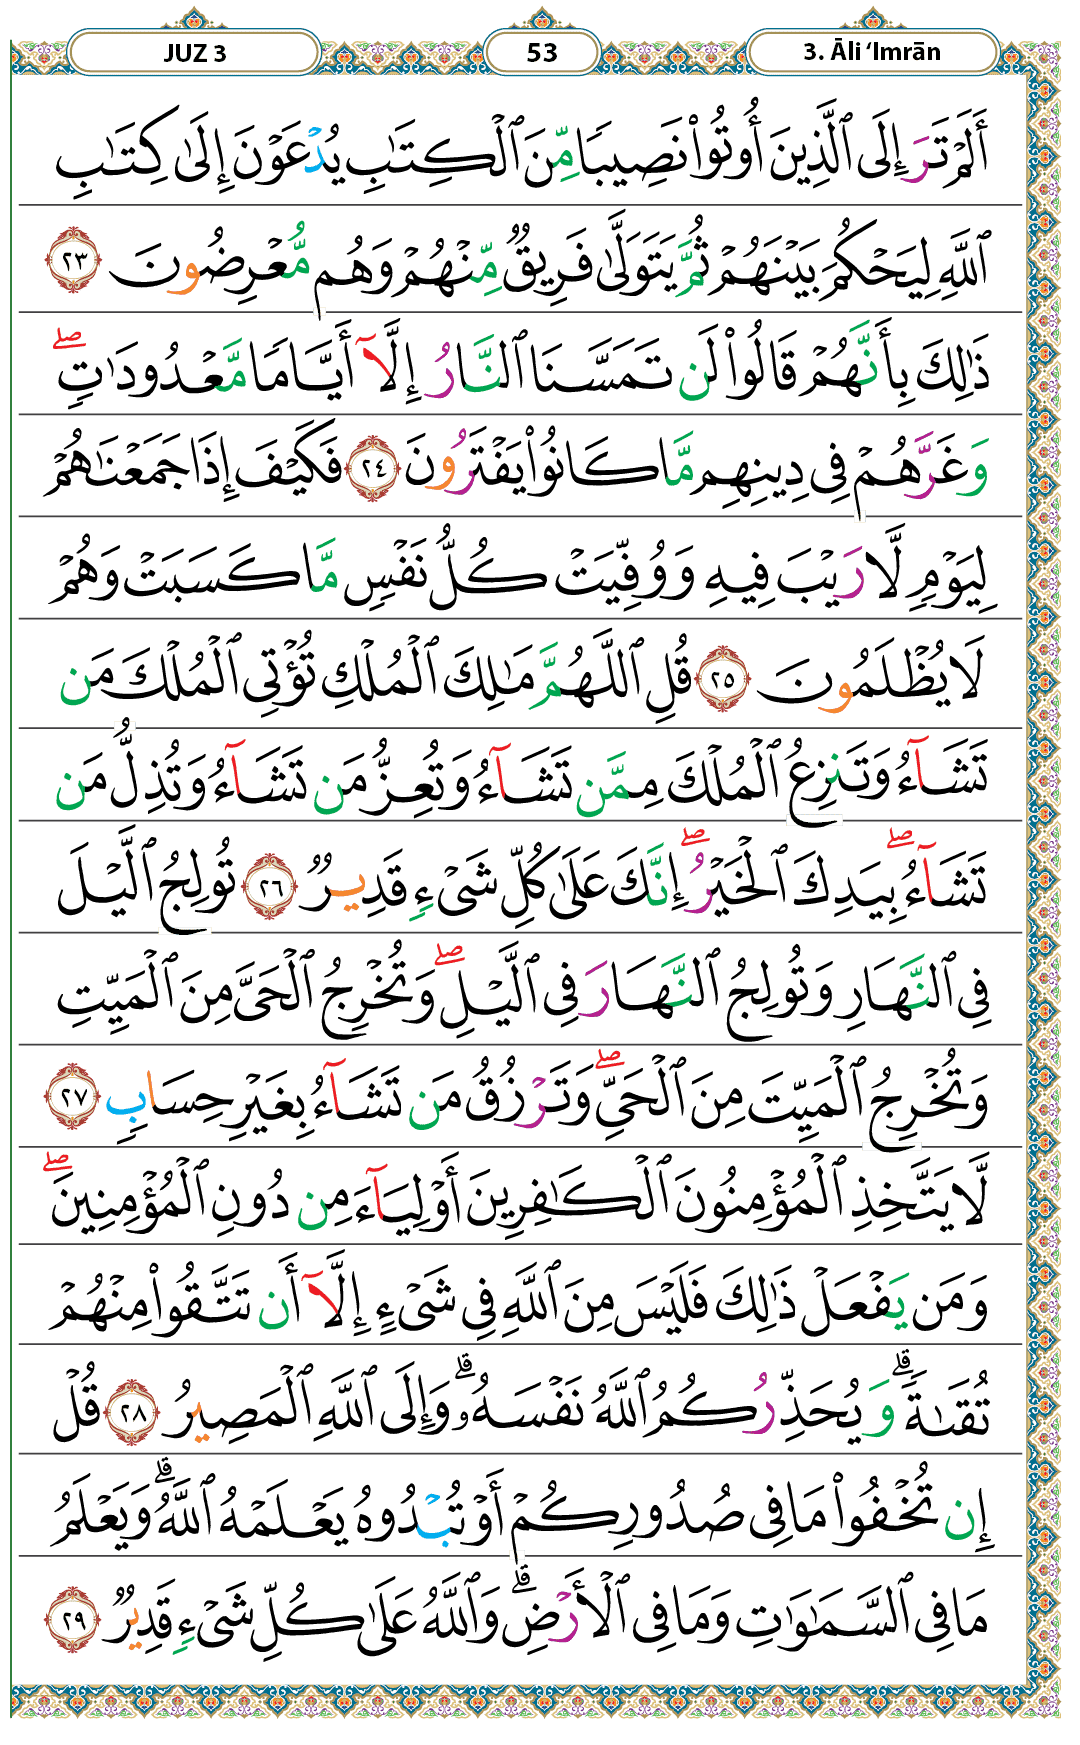 JUZ 3
53
3. Āli ‘Imrān
أَلَمْ تَرَ إِلَى ٱلَّذِينَ أُوتُوا۟ نَصِيبًا مِّنَ ٱلْكِتَٰبِ يُدْعَوْنَ إِلَىٰ كِتَٰبِ
ٱللَّهِ لِيَحْكُمَ بَيْنَهُمْ ثُمَّ يَتَوَلَّىٰ فَرِيقٌ مِّنْهُمْ وَهُم مُّعْرِضُونَ ٢٣
ذَٰلِكَ بِأَنَّهُمْ قَالُوا۟ لَن تَمَسَّنَا ٱلنَّارُ إِلَّآ أَيَّامًا مَّعْدُودَٰتٍ ۖ
وَغَرَّهُمْ فِى دِينِهِم مَّا كَانُوا۟ يَفْتَرُونَ ٢٤ فَكَيْفَ إِذَا جَمَعْنَٰهُمْ
لِيَوْمٍ لَّا رَيْبَ فِيهِ وَوُفِّيَتْ كُلُّ نَفْسٍ مَّا كَسَبَتْ وَهُمْ
لَا يُظْلَمُونَ ٢٥ قُلِ ٱللَّهُمَّ مَٰلِكَ ٱلْمُلْكِ تُؤْتِى ٱلْمُلْكَ مَن
تَشَآءُ وَتَنزِعُ ٱلْمُلْكَ مِمَّن تَشَآءُ وَتُعِزُّ مَن تَشَآءُ وَتُذِلُّ مَن
تَشَآءُ ۖ بِيَدِكَ ٱلْخَيْرُ ۖ إِنَّكَ عَلَىٰ كُلِّ شَىْءٍ قَدِيرٌ ٢٦ تُولِجُ ٱلَّيْلَ
فِى ٱلنَّهَارِ وَتُولِجُ ٱلنَّهَارَ فِى ٱلَّيْلِ ۖ وَتُخْرِجُ ٱلْحَىَّ مِنَ ٱلْمَيِّتِ
وَتُخْرِجُ ٱلْمَيِّتَ مِنَ ٱلْحَىِّ ۖ وَتَرْزُقُ مَن تَشَآءُ بِغَيْرِ حِسَابٍ ٢٧
لَّا يَتَّخِذِ ٱلْمُؤْمِنُونَ ٱلْكَٰفِرِينَ أَوْلِيَآءَ مِن دُونِ ٱلْمُؤْمِنِينَ ۖ
وَمَن يَفْعَلْ ذَٰلِكَ فَلَيْسَ مِنَ ٱللَّهِ فِى شَىْءٍ إِلَّآ أَن تَتَّقُوا۟ مِنْهُمْ
تُقَىٰةً ۗ وَيُحَذِّرُكُمُ ٱللَّهُ نَفْسَهُۥ ۗ وَإِلَى ٱللَّهِ ٱلْمَصِيرُ ٢٨ قُلْ
إِن تُخْفُوا۟ مَا فِى صُدُورِكُمْ أَوْ تُبْدُوهُ يَعْلَمْهُ ٱللَّهُ ۗ وَيَعْلَمُ
مَا فِى ٱلسَّمَٰوَٰتِ وَمَا فِى ٱلْأَرْضِ ۗ وَٱللَّهُ عَلَىٰ كُلِّ شَىْءٍ قَدِيرٌ ٢٩